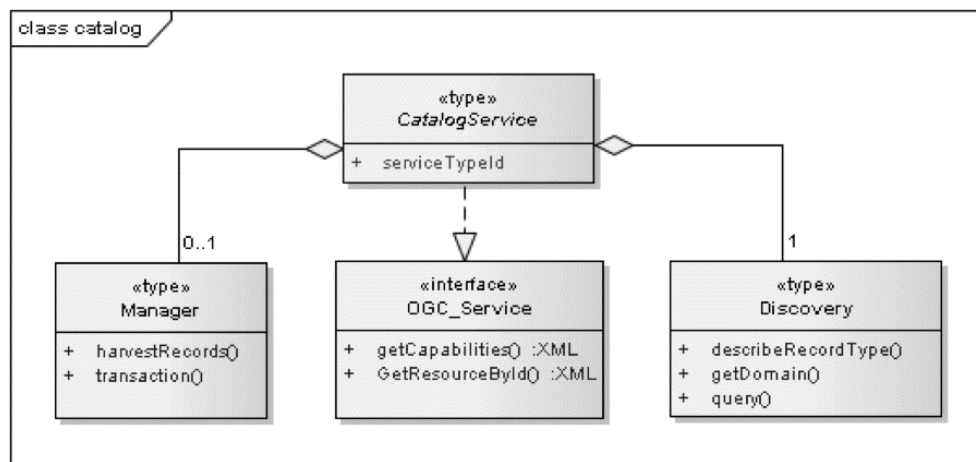 class catalog
«type»
CatalogService
+ serviceTypeId
0..1
1
«type»
Manager
+ harvestRecords()
+ transaction()
«interface»
OGC_Service
+ getCapabilities() :XML
+ GetResourceById() :XML
«type»
Discovery
+ describeRecordType()
+ getDomain()
+ query()